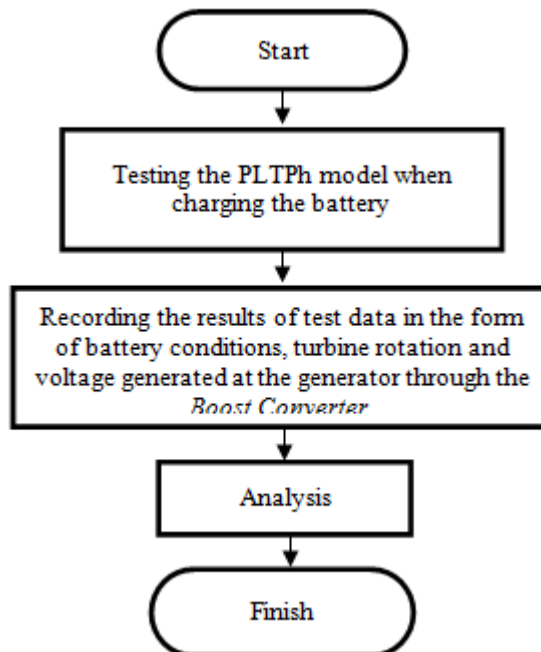 Start
Testing the PLTPh model when
charging the battery
Recording the results of test data in the form
of battery conditions, turbine rotation and
voltage generated at the generator through the
Boost Converter
Analysis
Finish